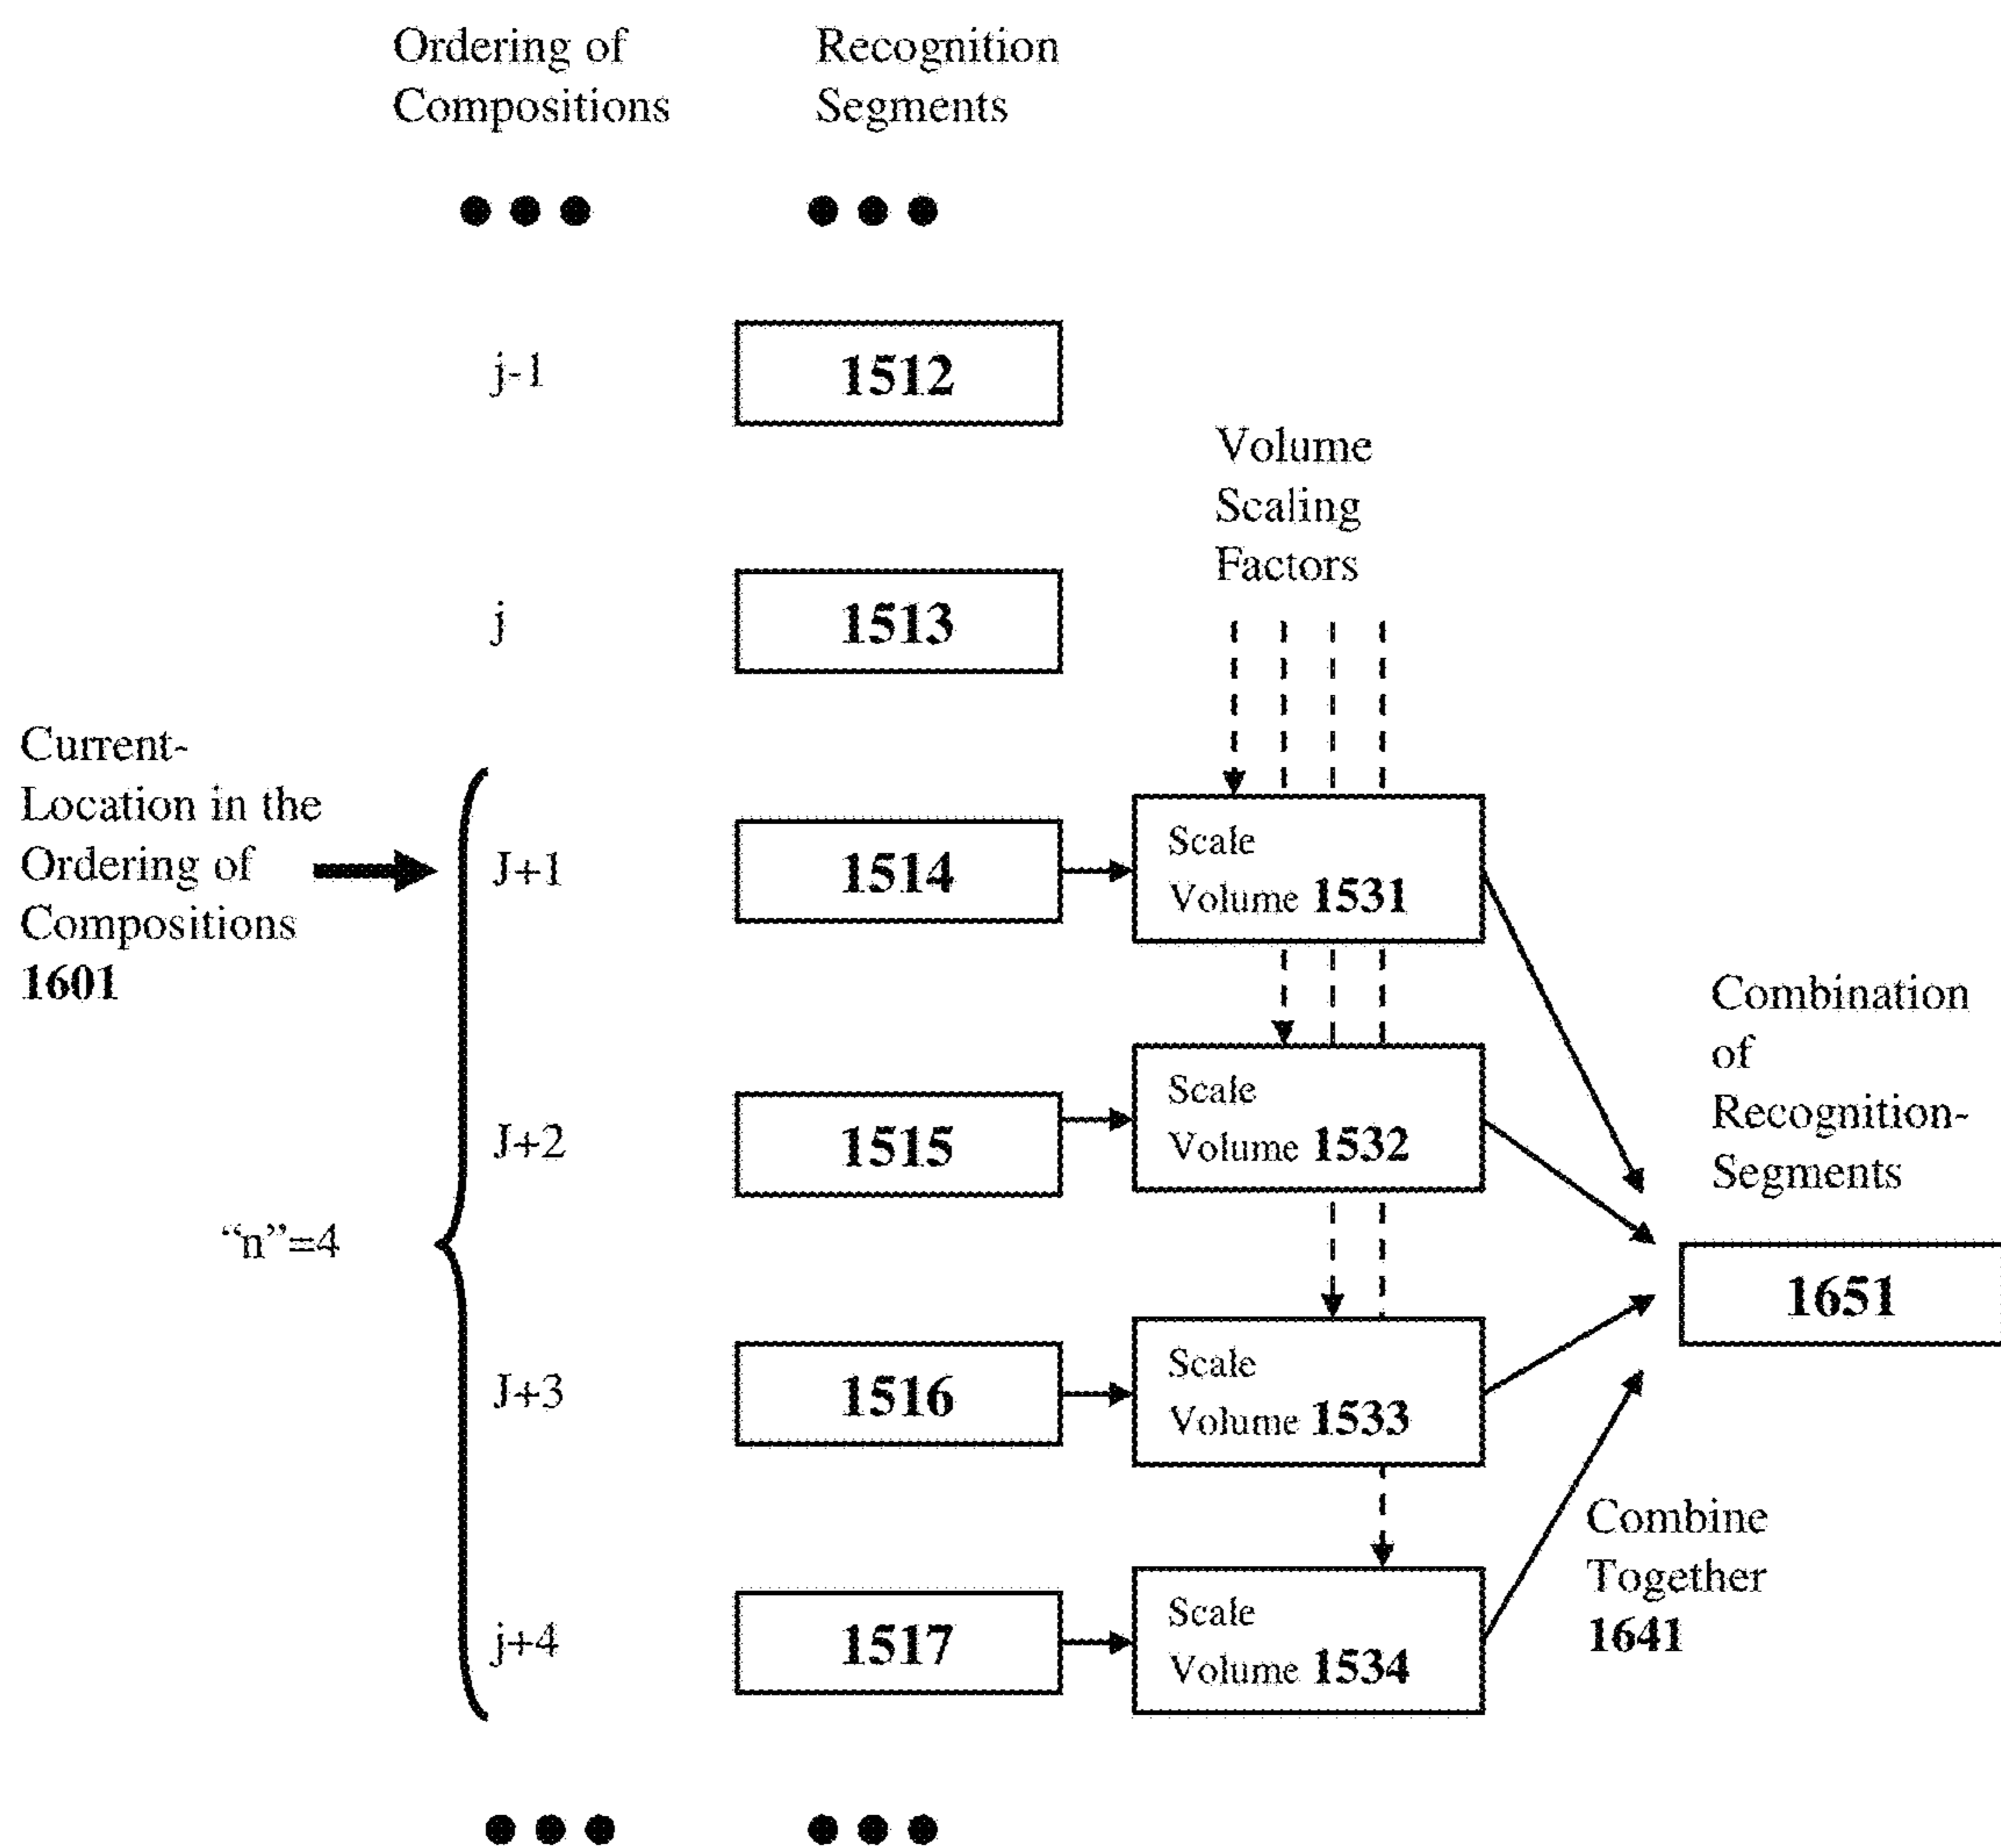 Ordering of
Compositions
Recognition
Segments
j-1
1512
Volume
Scaling
Factors
j
1513
Current-
Location in the
Ordering of
Compositions
1601
J+1
1514
Scale
Volume 1531
Combination
of
Recognition-
Segments
J+2
1515
Scale
Volume 1532
“n”=4
1651
J+3
1516
Scale
Volume 1533
Combine
Together
1641
j+4
1517
Scale
Volume 1534